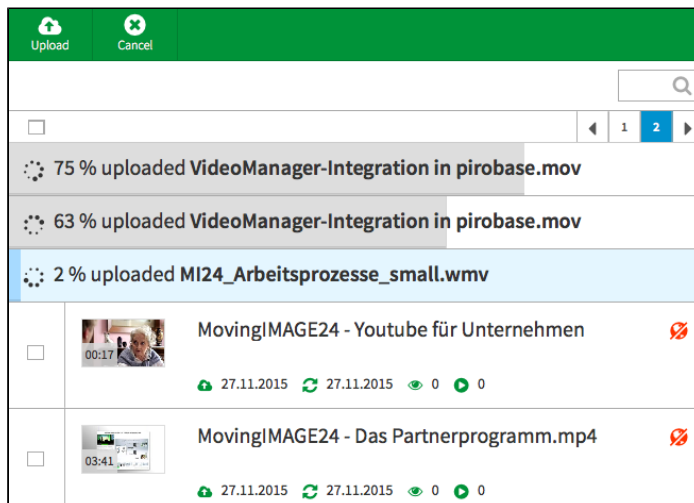 Upload Cancel
1 2
75 % uploaded VideoManager-Integration in pirobase.mov
63 % uploaded VideoManager-Integration in pirobase.mov
2 % uploaded MI24_Arbeitsprozesse_small.wmv
MovingIMAGE24 - Youtube für Unternehmen
00:17
27.11.2015 27.11.2015 0 0
MovingIMAGE24 - Das Partnerprogramm.mp4
03:41
27.11.2015 27.11.2015 0 0